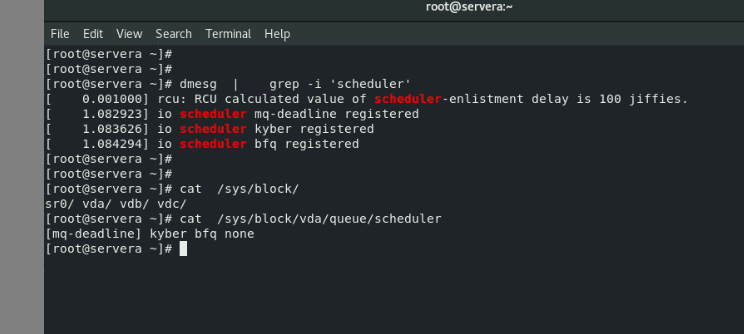 root@servera:~
File Edit View Search Terminal Help
[root@servera ~]#
[root@servera ~]#
[root@servera ~]# dmesg  |    grep -i 'scheduler'
[    0.001000] rcu: RCU calculated value of scheduler-enlistment delay is 100 jiffies.
[    1.082923] io scheduler mq-deadline registered
[    1.083626] io scheduler kyber registered
[    1.084294] io scheduler bfq registered
[root@servera ~]#
[root@servera ~]#
[root@servera ~]# cat  /sys/block/
sr0/ vda/ vdb/ vdc/
[root@servera ~]# cat  /sys/block/vda/queue/scheduler
[mq-deadline] kyber bfq none
[root@servera ~]#